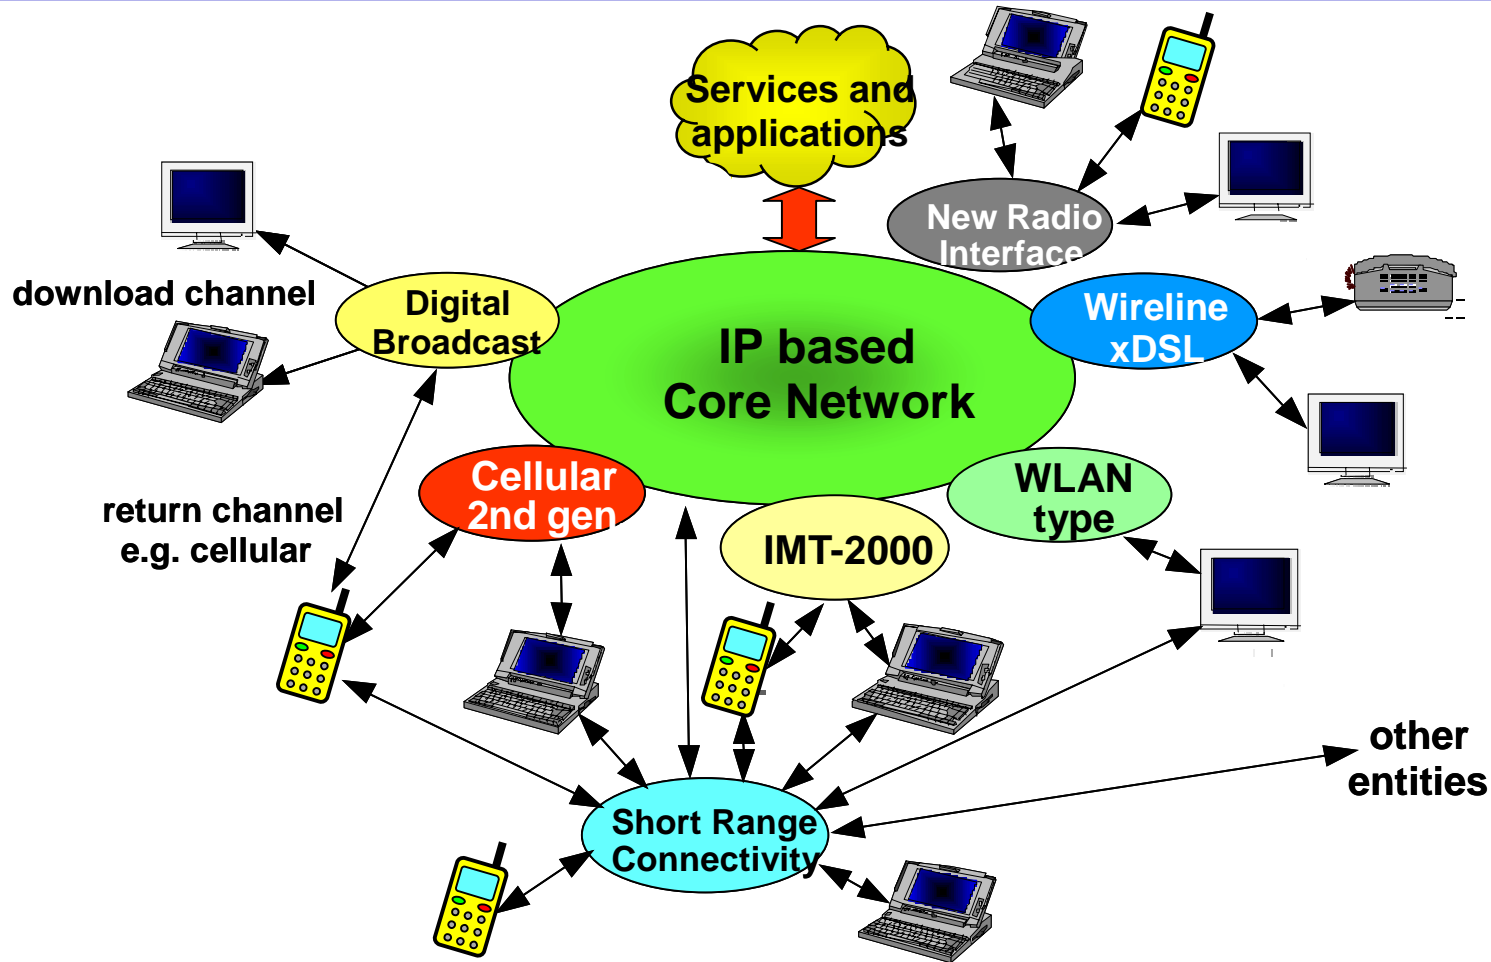 Services and
applications
New Radio
Interface
download channel
Digital
Broadcast
IP based
Core Network
Wireline
xDSL
return channel
e.g. cellular
Cellular
2nd gen
IMT-2000
WLAN
type
other
entities
Short Range
Connectivity